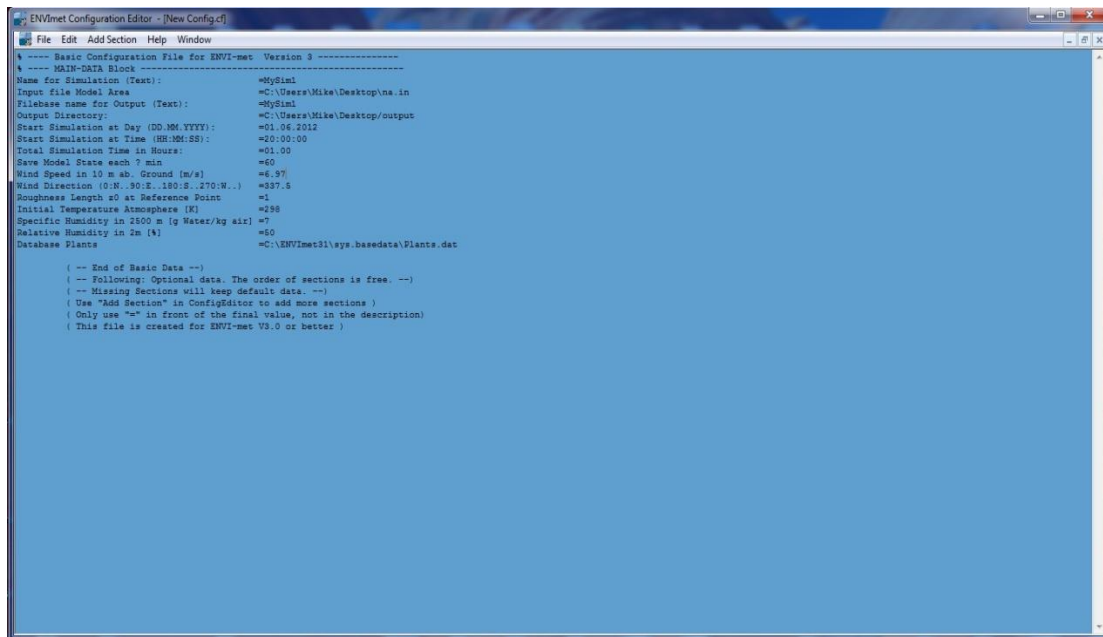 ENVImet Configuration Editor - [New Config.cf]
File Edit Add Section Help Window
% ---- Basic Configuration File for ENVI-met Version 3 ---------------
% ---- MAIN-DATA Block ------------------------------------------------
Name for Simulation (Text): =MySim1
Input file Model Area =C:\Users\Mike\Desktop\na.in
Filebase name for Output (Text): =MySim1
Output Directory: =C:\Users\Mike\Desktop/output
Start Simulation at Day (DD.MM.YYYY): =01.06.2012
Start Simulation at Time (HH:MM:SS): =20:00:00
Total Simulation Time in Hours: =01.00
Save Model State each ? min =60
Wind Speed in 10 m ab. Ground [m/s] =6.97
Wind Direction (0:N..90:E..180:S..270:W..) =337.5
Roughness Length z0 at Reference Point =1
Initial Temperature Atmosphere [K] =298
Specific Humidity in 2500 m [g Water/kg air] =7
Relative Humidity in 2m [%] =50
Database Plants =C:\ENVImet31\sys.basedata\Plants.dat
( -- End of Basic Data --)
( -- Following: Optional data. The order of sections is free. --)
( -- Missing Sections will keep default data. --)
( Use "Add Section" in ConfigEditor to add more sections )
( Only use "=" in front of the final value, not in the description)
( This file is created for ENVI-met V3.0 or better )